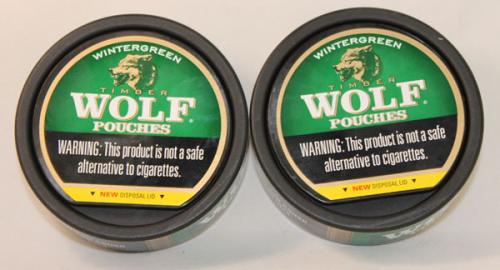 WINTERGREEN
TIMBER
WOLF®
POUCHES
WARNING: This product is not a safe
alternative to cigarettes.
NEW DISPOSAL LID
WINTERGREEN
TIMBER
WOLF®
POUCHES
WARNING: This product is not a safe
alternative to cigarettes.
NEW DISPOSAL LID